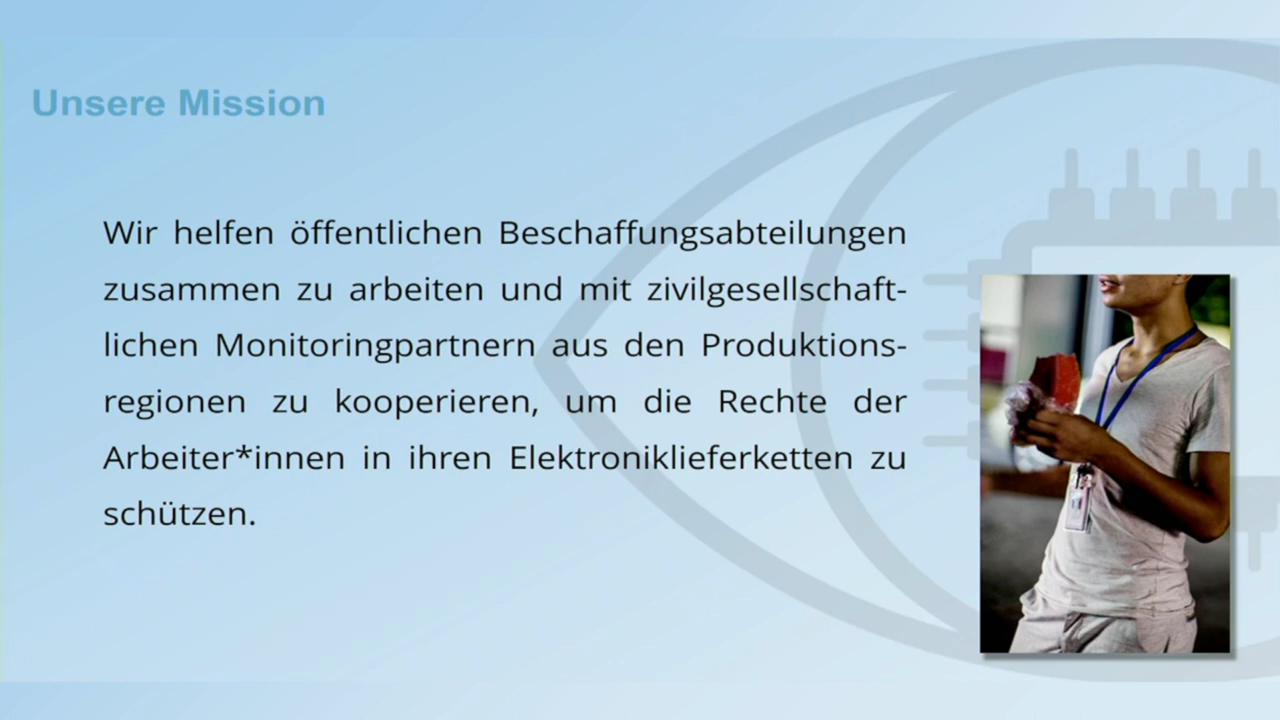 Unsere Mission
Wir helfen öffentlichen Beschaffungsabteilungen
zusammen zu arbeiten und mit zivilgesellschaft-
lichen Monitoringpartnern aus den Produktions-
regionen zu kooperieren, um die Rechte der
Arbeiter*innen in ihren Elektroniklieferketten zu
schützen.